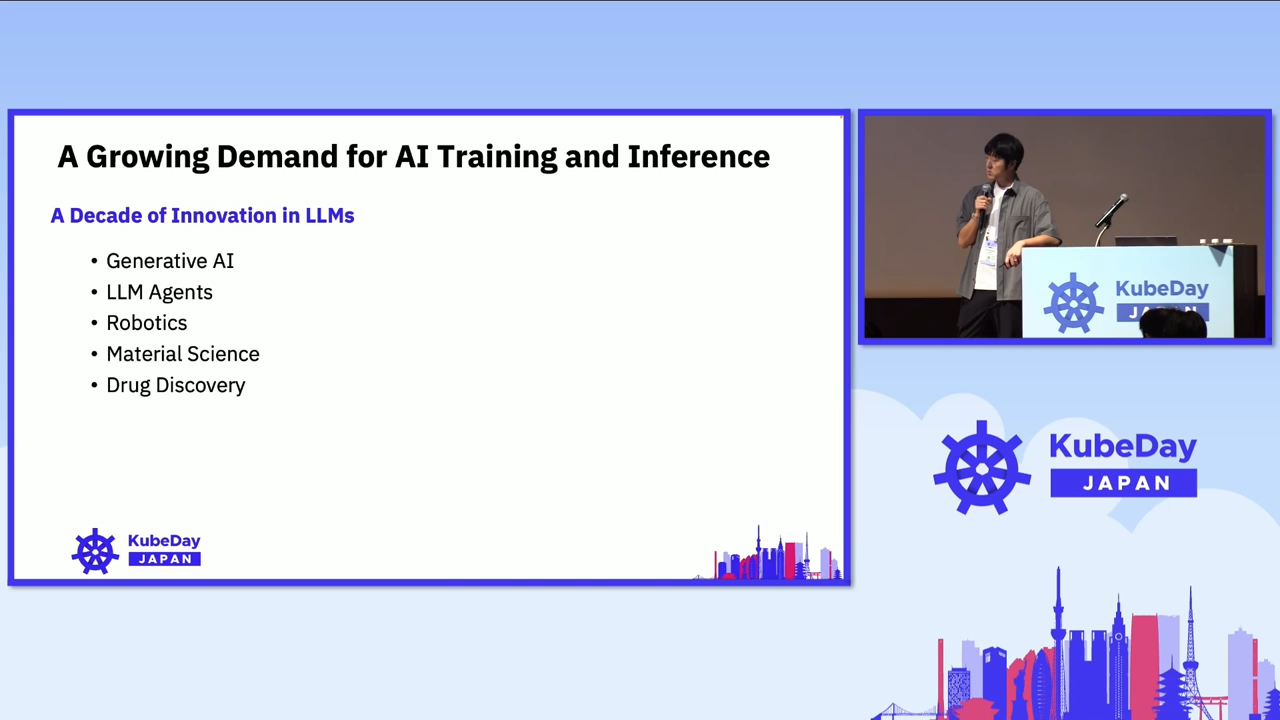 A Growing Demand for AI Training and Inference
A Decade of Innovation in LLMs
• Generative AI
• LLM Agents
• Robotics
• Material Science
• Drug Discovery
KubeDay
JAPAN
KubeDay
JAPAN
KubeDay
JAPAN